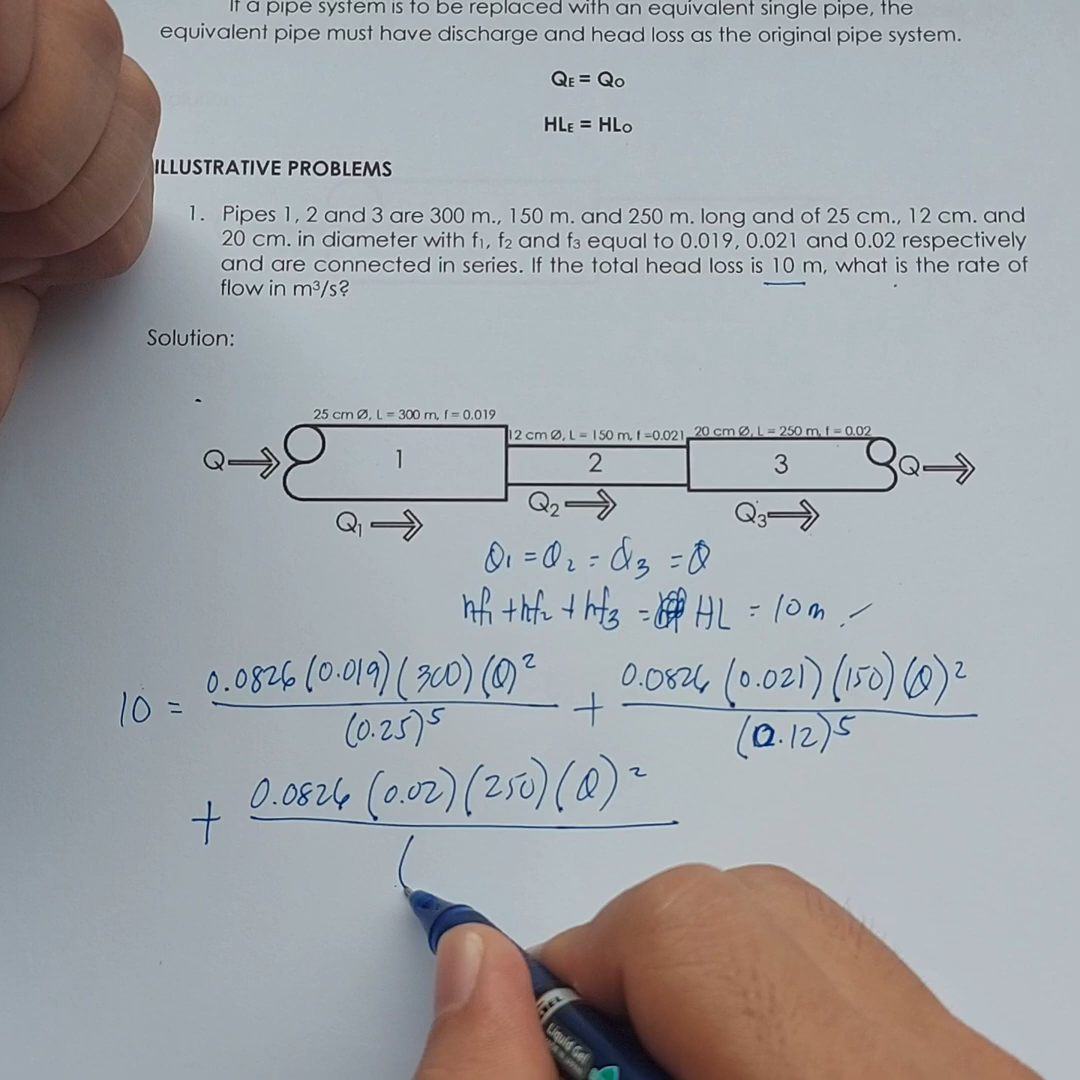 If a pipe system is to be replaced with an equivalent single pipe, the
equivalent pipe must have discharge and head loss as the original pipe system.
QE = QO
HLE = HLO
ILLUSTRATIVE PROBLEMS
1. Pipes 1, 2 and 3 are 300 m., 150 m. and 250 m. long and of 25 cm., 12 cm. and
20 cm. in diameter with f₁, f₂ and f₃ equal to 0.019, 0.021 and 0.02 respectively
and are connected in series. If the total head loss is 10 m, what is the rate of
flow in m³/s?
Solution:
25 cm Ø, L = 300 m, f = 0.019
12 cm Ø, L = 150 m, f =0.021
20 cm Ø, L = 250 m, f = 0.02
Q 1 2 3 Q
Q₁ Q₂ Q₃
Q₁ = Q₂ = Q₃ = Q
hf₁ + hf₂ + hf₃ = HL = 10m
10 = 0.0826 (0.019) (300) (Q)² / (0.25)⁵ + 0.0826 (0.021) (150) (Q)² / (0.12)⁵
+ 0.0826 (0.02) (250) (Q)² / (
Liquid Gel